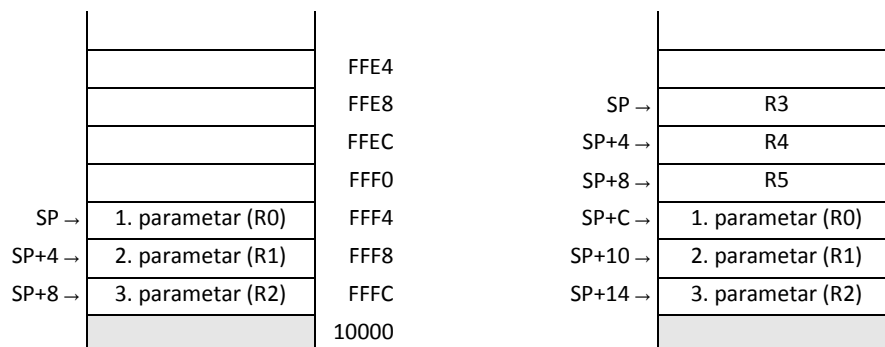 FFE4
FFE8 SP → R3
FFEC SP+4 → R4
FFF0 SP+8 → R5
SP → 1. parametar (R0) FFF4 SP+C → 1. parametar (R0)
SP+4 → 2. parametar (R1) FFF8 SP+10 → 2. parametar (R1)
SP+8 → 3. parametar (R2) FFFC SP+14 → 3. parametar (R2)
10000